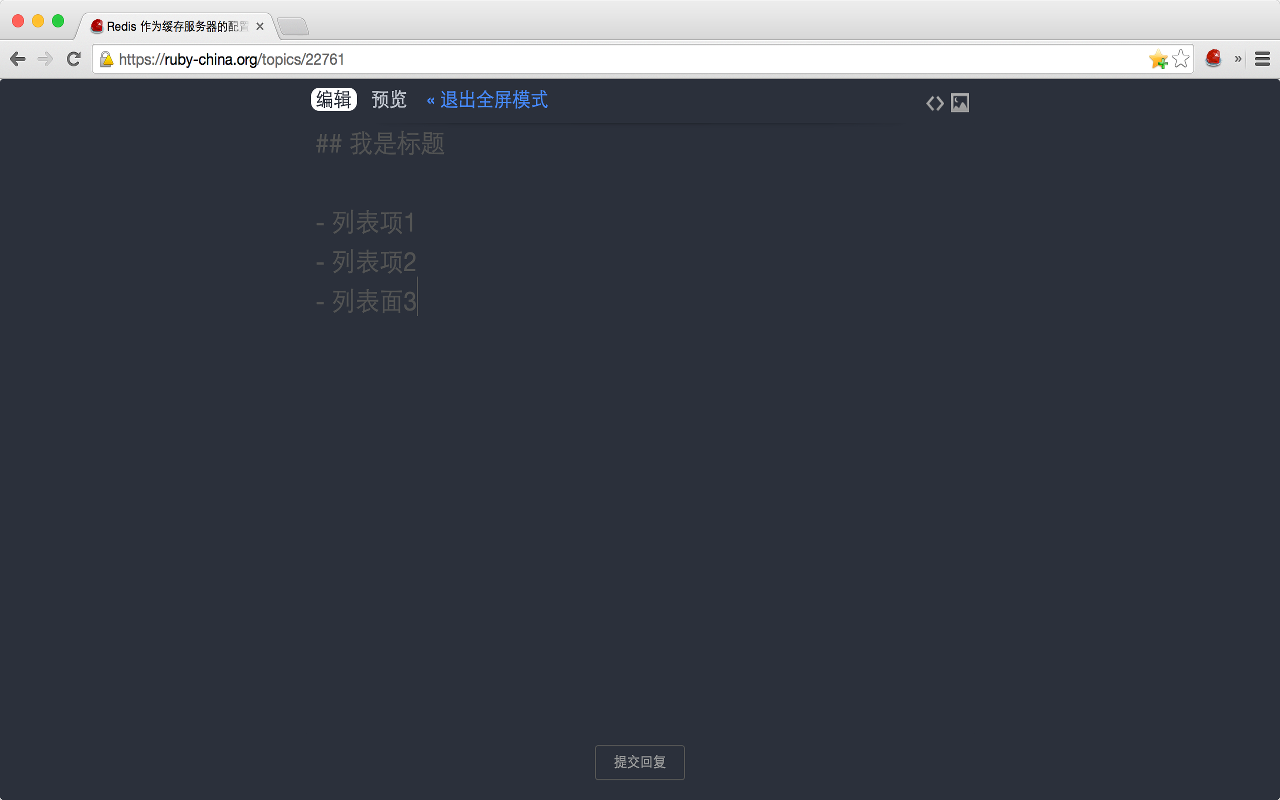 Redis 作为缓存服务器的配置
https://ruby-china.org/topics/22761
编辑 预览 « 退出全屏模式
## 我是标题
- 列表项1
- 列表项2
- 列表面3
提交回复